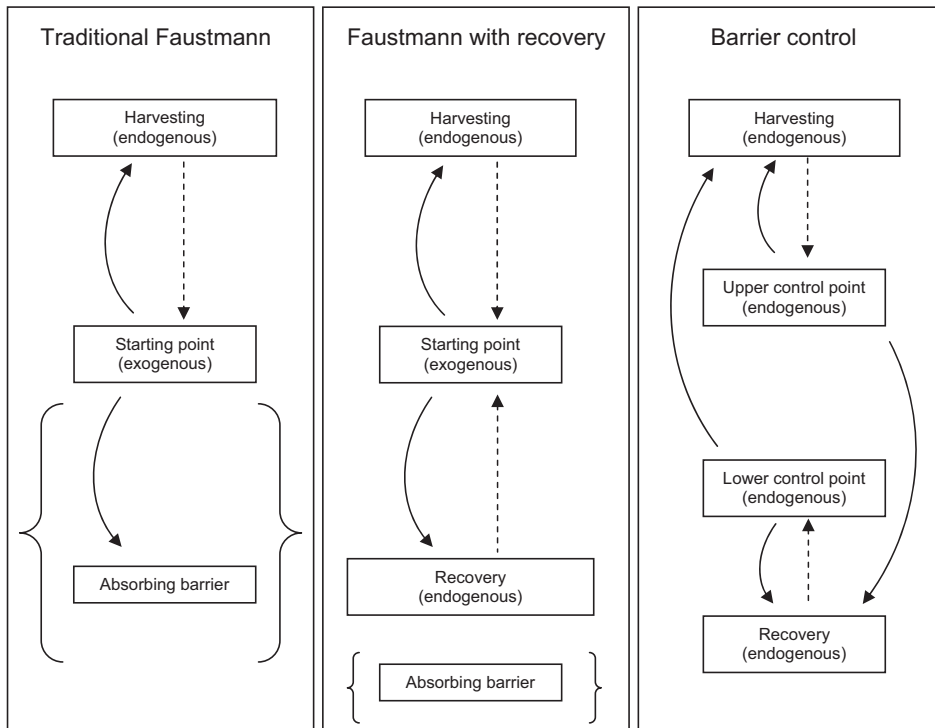 Traditional Faustmann
Harvesting
(endogenous)
Starting point
(exogenous)
Absorbing barrier
Faustmann with recovery
Harvesting
(endogenous)
Starting point
(exogenous)
Recovery
(endogenous)
Absorbing barrier
Barrier control
Harvesting
(endogenous)
Upper control point
(endogenous)
Lower control point
(endogenous)
Recovery
(endogenous)